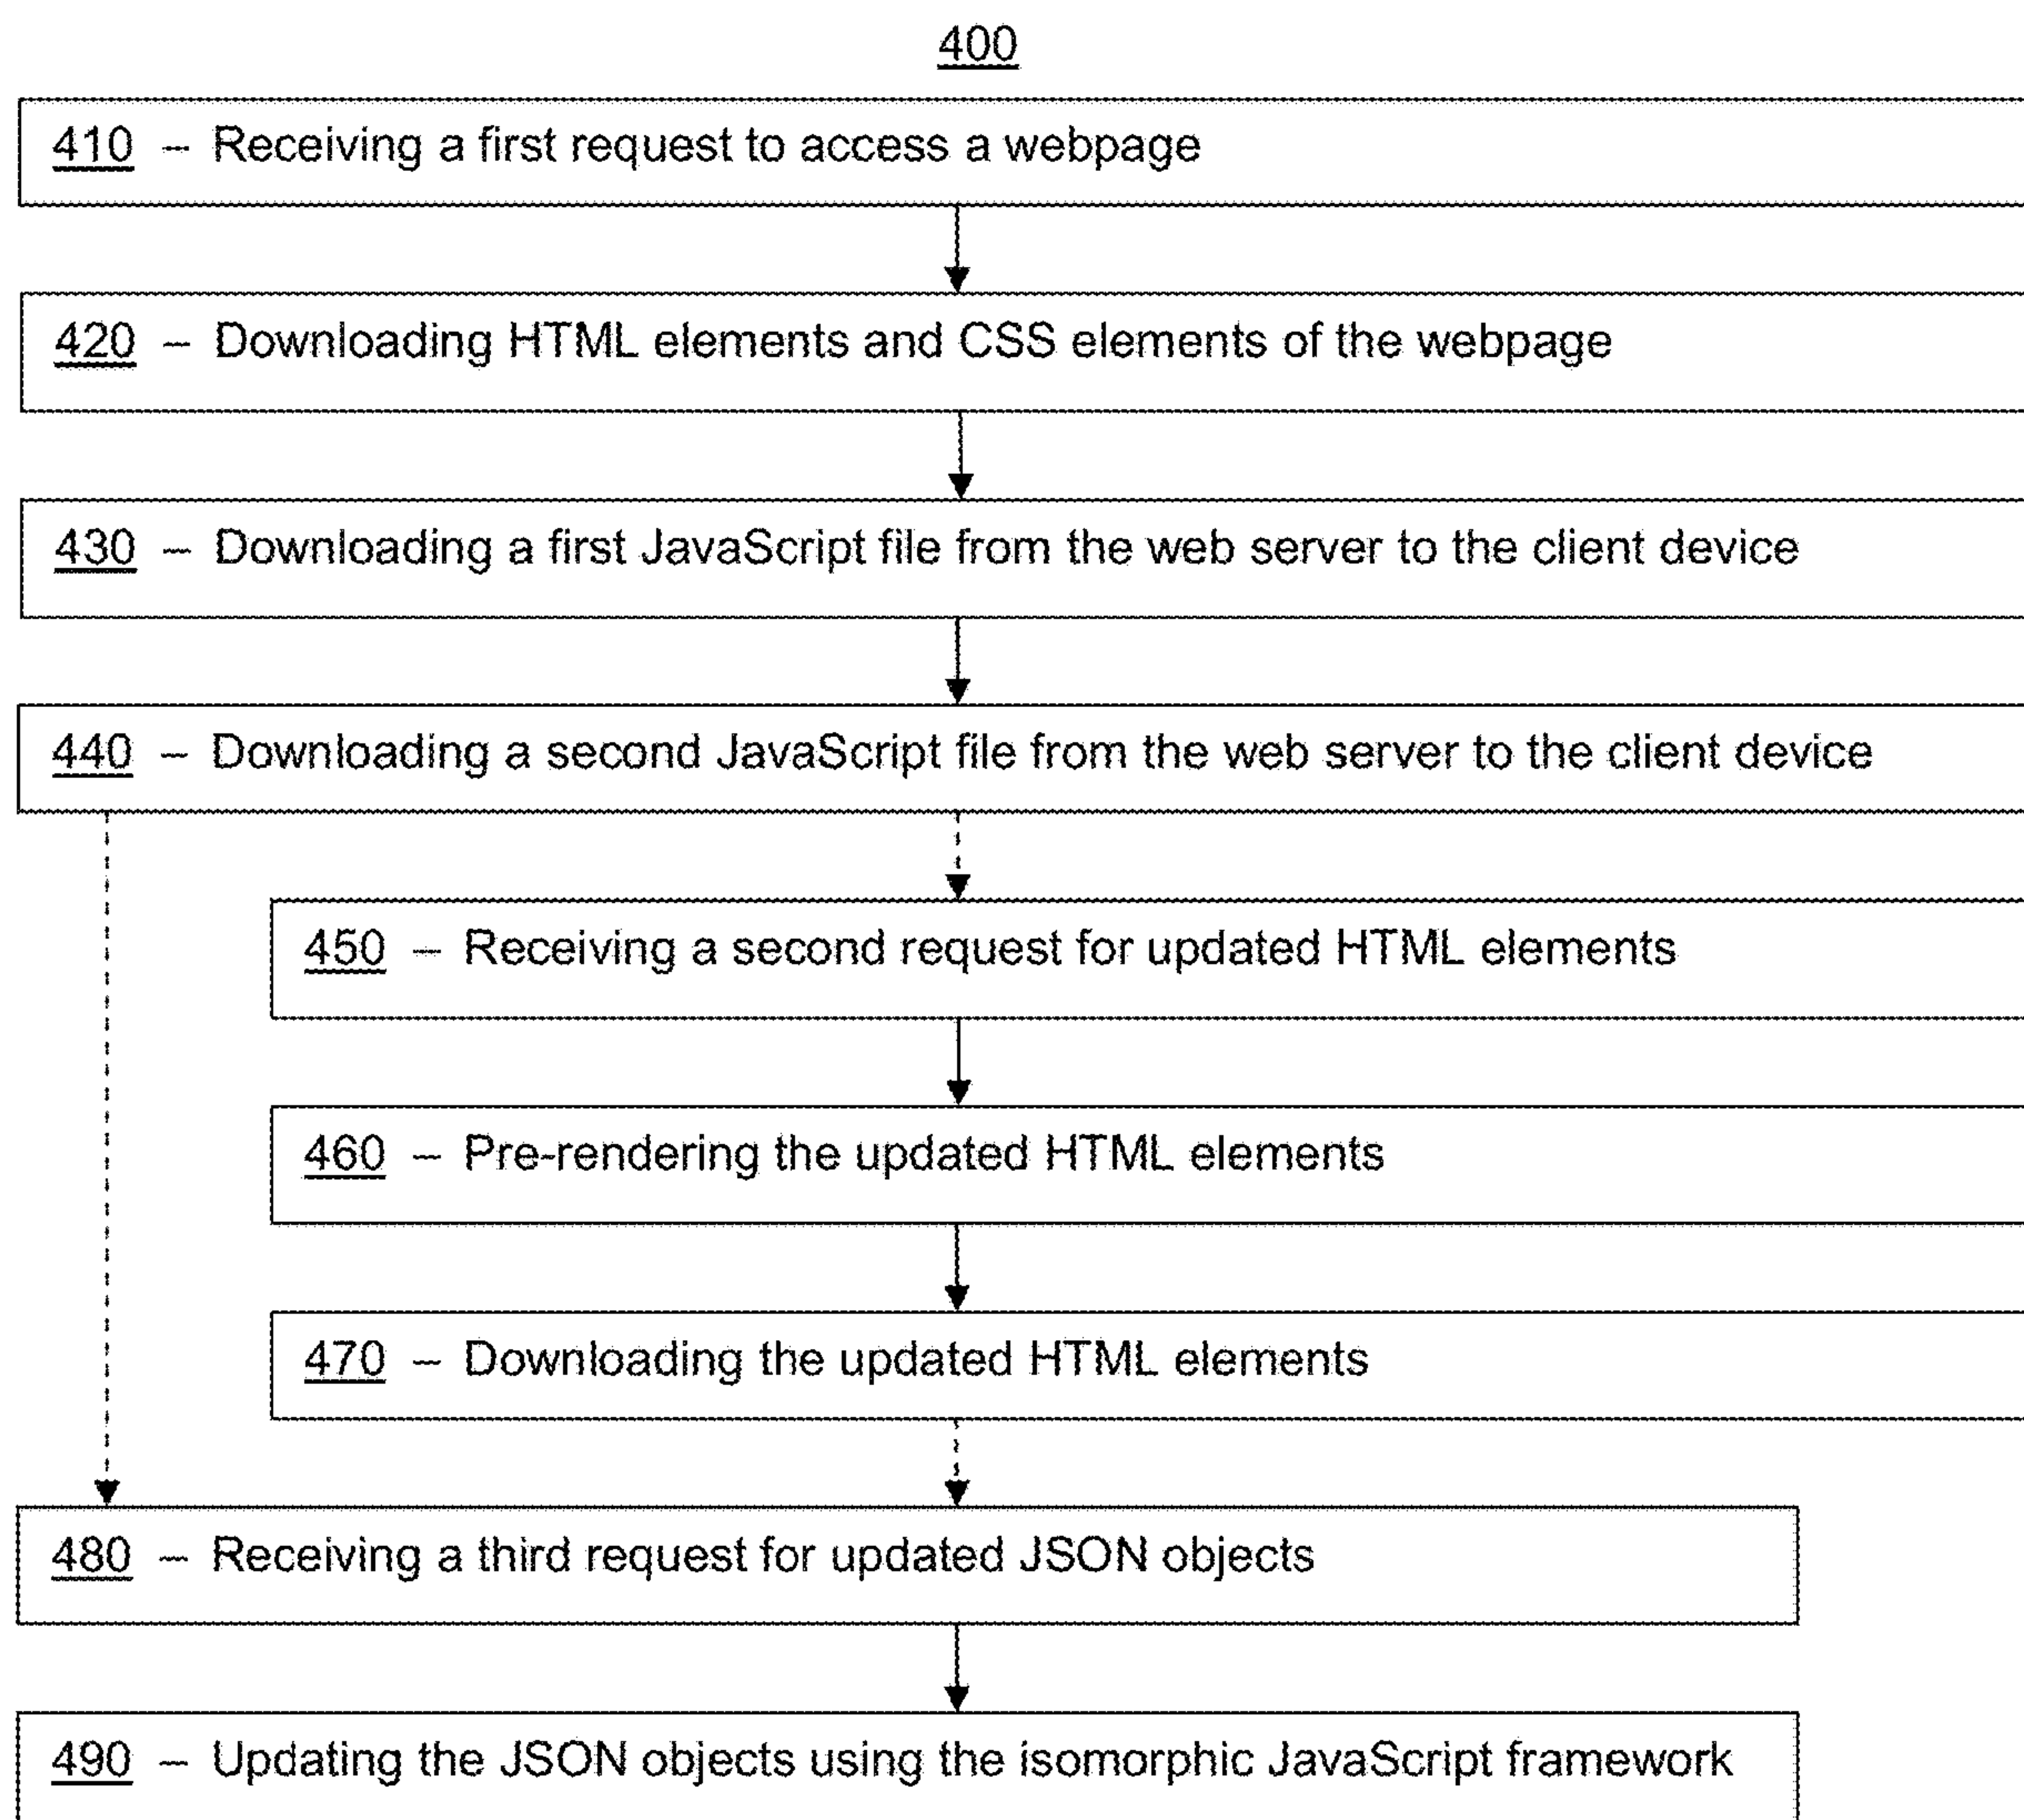 400
410 – Receiving a first request to access a webpage
420 – Downloading HTML elements and CSS elements of the webpage
430 – Downloading a first JavaScript file from the web server to the client device
440 – Downloading a second JavaScript file from the web server to the client device
450 – Receiving a second request for updated HTML elements
460 – Pre-rendering the updated HTML elements
470 – Downloading the updated HTML elements
480 – Receiving a third request for updated JSON objects
490 – Updating the JSON objects using the isomorphic JavaScript framework